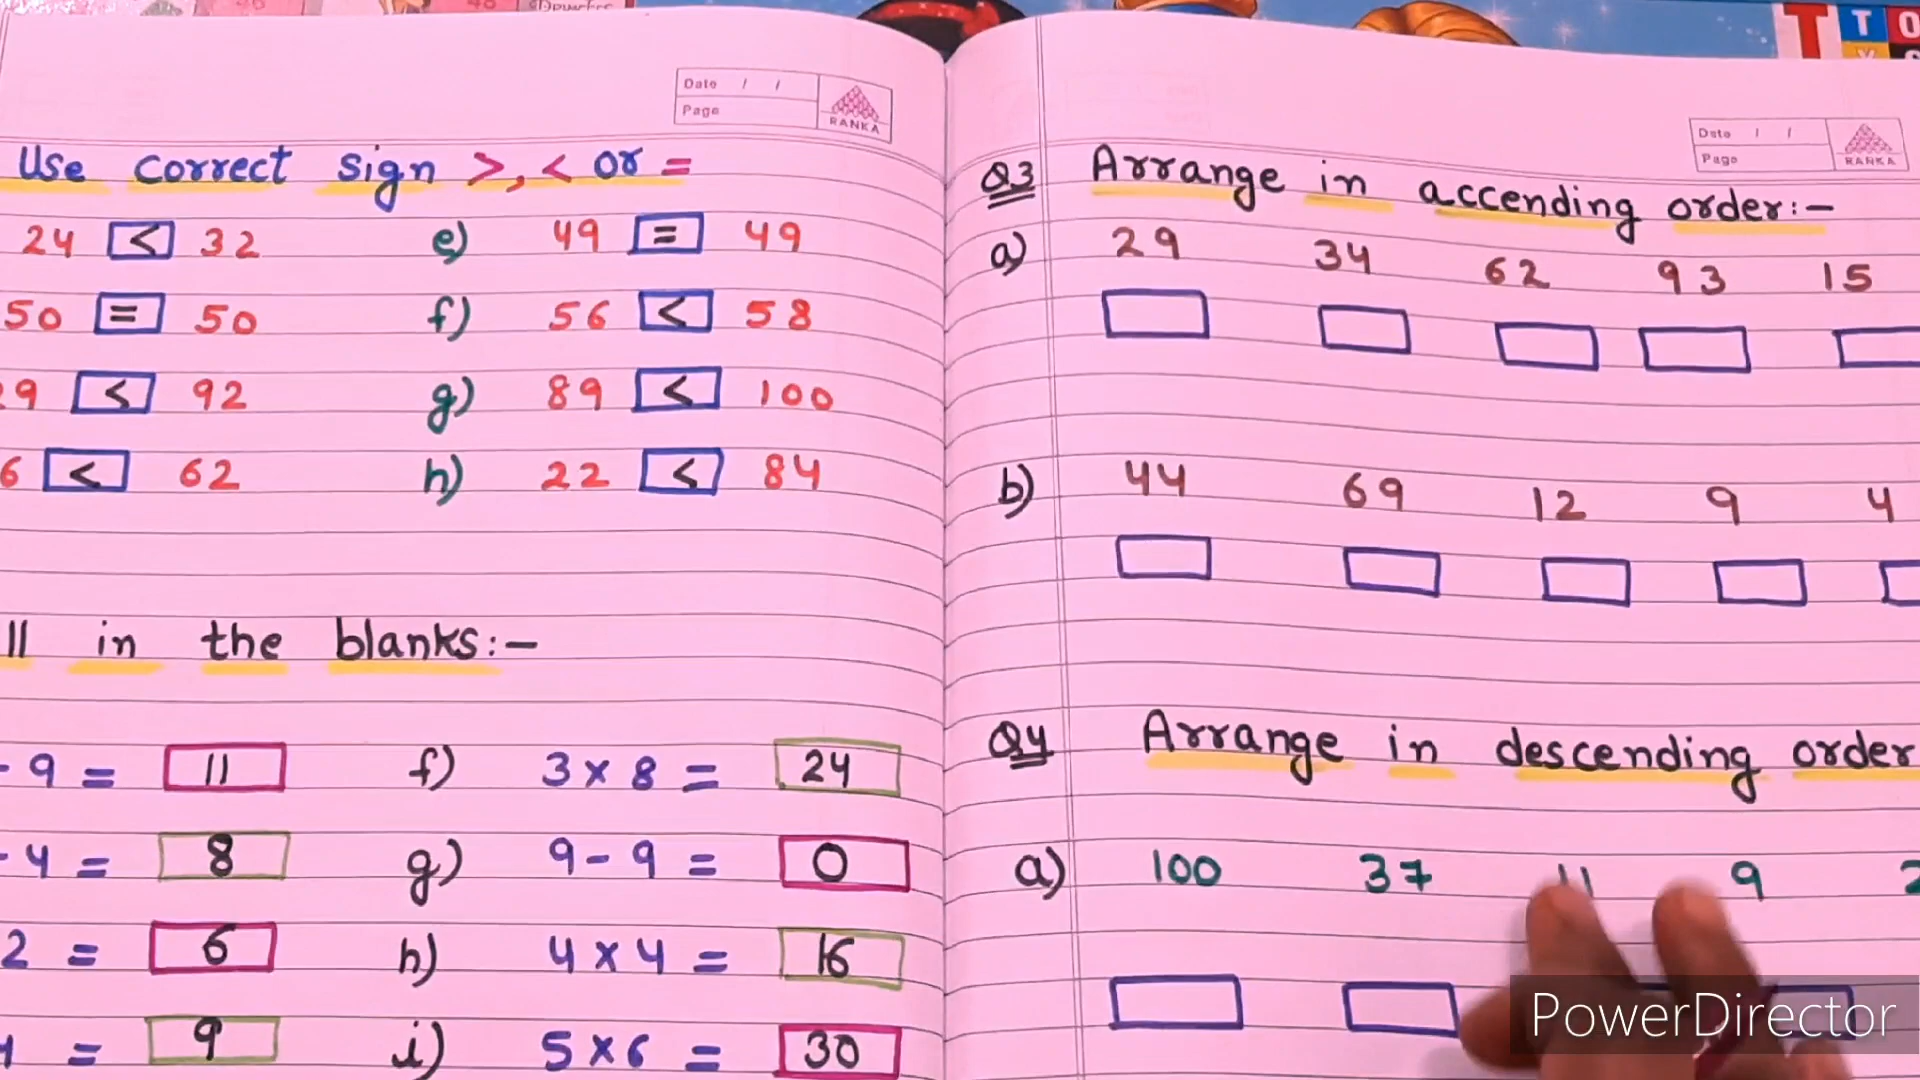 Date / /
Page
RANKA
Use correct sign >, < or =
24 < 32
e) 49 = 49
50 = 50
f) 56 < 58
9 < 92
g) 89 < 100
6 < 62
h) 22 < 84
ll in the blanks:-
- 9 = 11
f) 3 × 8 = 24
- 4 = 8
g) 9 - 9 = 0
2 = 6
h) 4 × 4 = 16
= 9
i) 5 × 6 = 30
T TO
Date / /
Page
RANKA
Q3 Arrange in accending order:-
a) 29 34 62 93 15
b) 44 69 12 9 4
Q4 Arrange in descending order
a) 100 37 11 9
PowerDirector